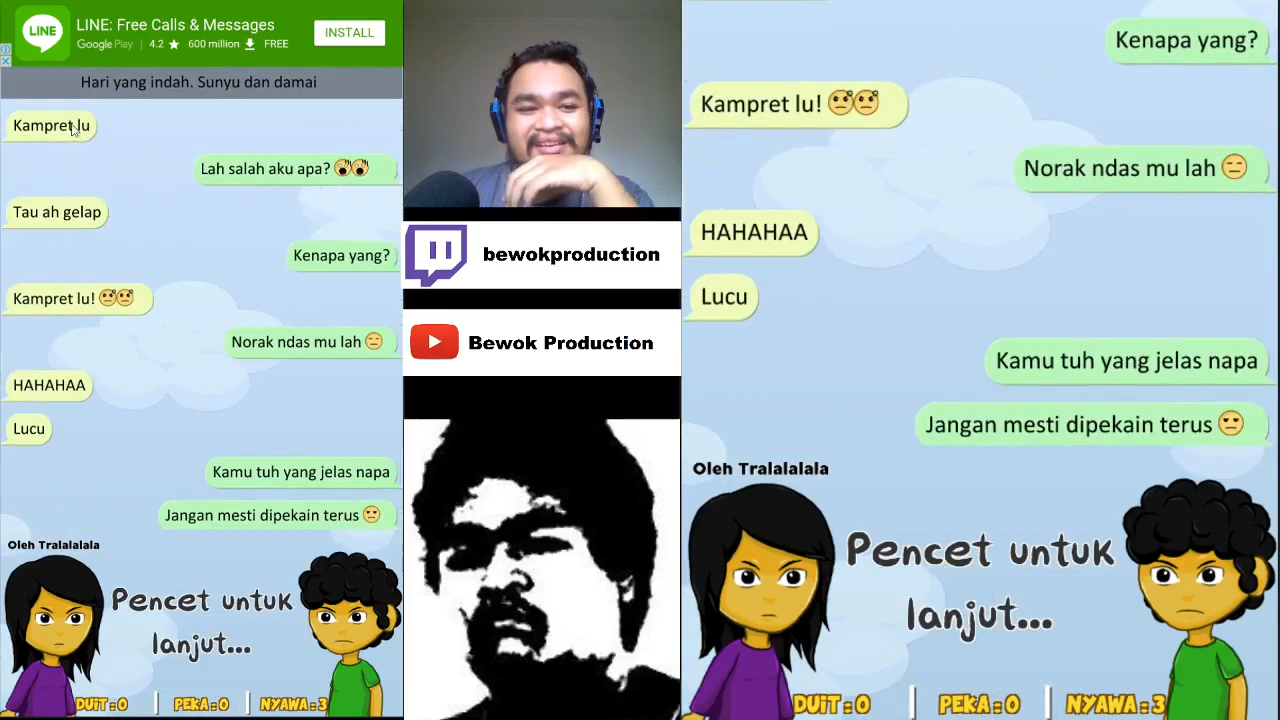 LINE
LINE: Free Calls & Messages
Google Play | 4.2 ★ 600 million FREE
INSTALL
Hari yang indah. Sunyu dan damai
Kampret lu
Lah salah aku apa?
Tau ah gelap
Kenapa yang?
Kampret lu!
Norak ndas mu lah
HAHAHAA
Lucu
Kamu tuh yang jelas napa
Jangan mesti dipekain terus
Oleh Tralalalala
Pencet untuk
lanjut...
DUIT:0 | PEKA:0 | NYAWA:3
bewokproduction
Bewok Production
Kenapa yang?
Kampret lu!
Norak ndas mu lah
HAHAHAA
Lucu
Kamu tuh yang jelas napa
Jangan mesti dipekain terus
Oleh Tralalalala
Pencet untuk
lanjut...
DUIT:0 | PEKA:0 | NYAWA:3